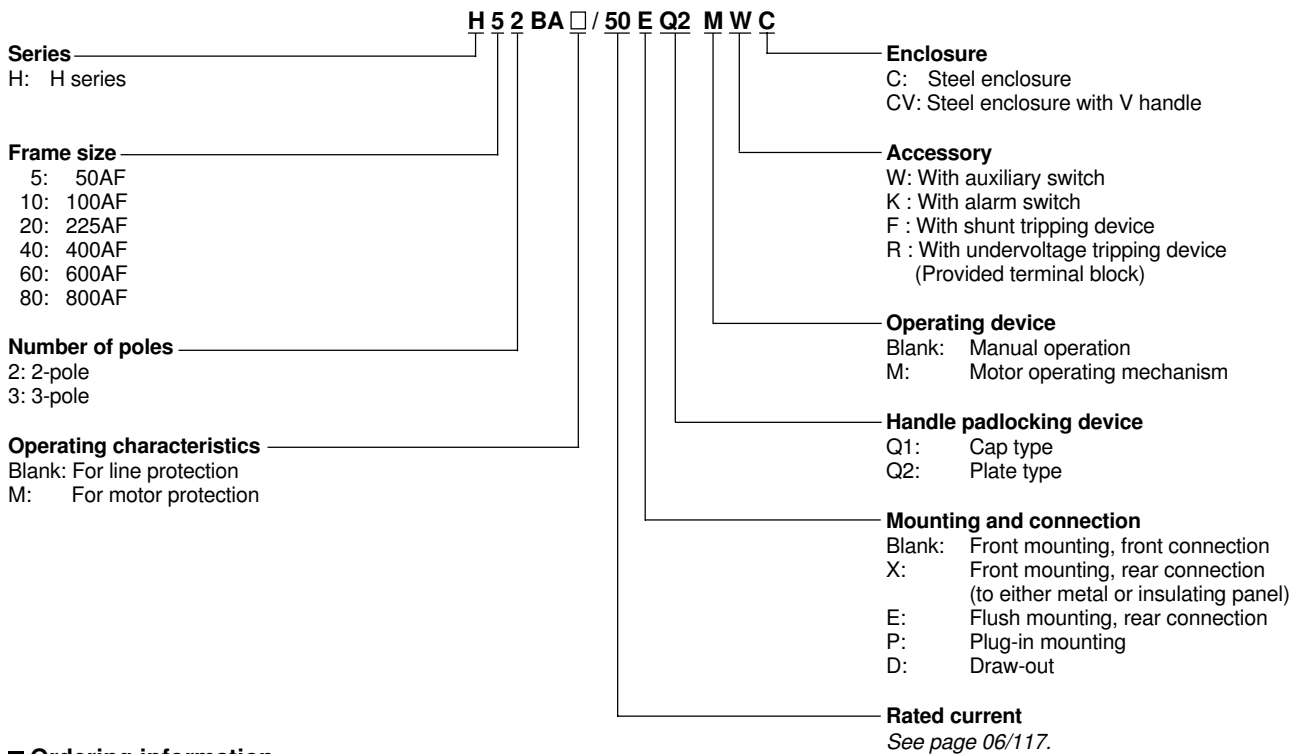 H 5 2 BA □ / 50 E Q2 M W C
Series
H: H series
Frame size
5: 50AF
10: 100AF
20: 225AF
40: 400AF
60: 600AF
80: 800AF
Number of poles
2: 2-pole
3: 3-pole
Operating characteristics
Blank: For line protection
M: For motor protection
Enclosure
C: Steel enclosure
CV: Steel enclosure with V handle
Accessory
W: With auxiliary switch
K : With alarm switch
F : With shunt tripping device
R : With undervoltage tripping device
(Provided terminal block)
Operating device
Blank: Manual operation
M: Motor operating mechanism
Handle padlocking device
Q1: Cap type
Q2: Plate type
Mounting and connection
Blank: Front mounting, front connection
X: Front mounting, rear connection
(to either metal or insulating panel)
E: Flush mounting, rear connection
P: Plug-in mounting
D: Draw-out
Rated current
See page 06/117.
■ Ordering information